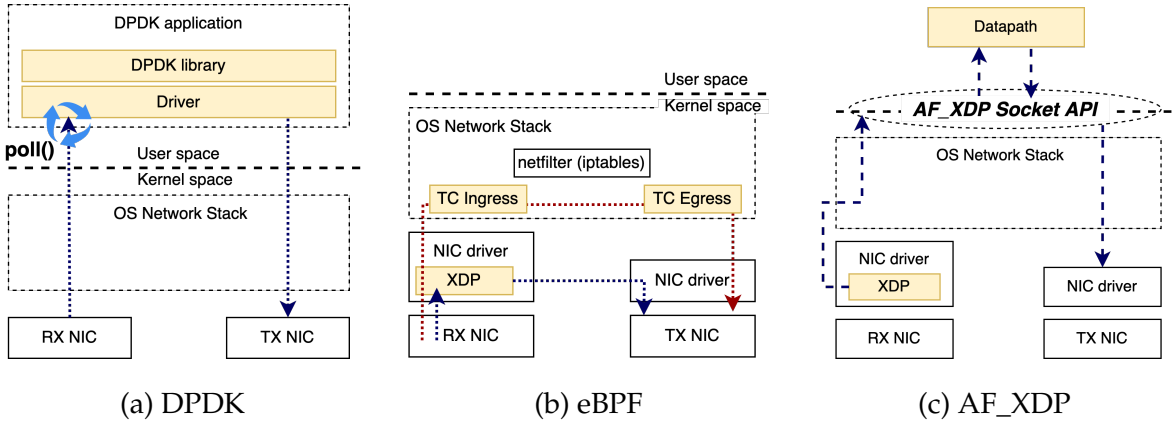 DPDK application
DPDK library
Driver
poll()
User space
Kernel space
OS Network Stack
RX NIC
TX NIC
(a) DPDK
User space
Kernel space
OS Network Stack
netfilter (iptables)
TC Ingress
TC Egress
NIC driver
XDP
NIC driver
RX NIC
TX NIC
(b) eBPF
Datapath
AF_XDP Socket API
OS Network Stack
NIC driver
XDP
NIC driver
RX NIC
TX NIC
(c) AF_XDP